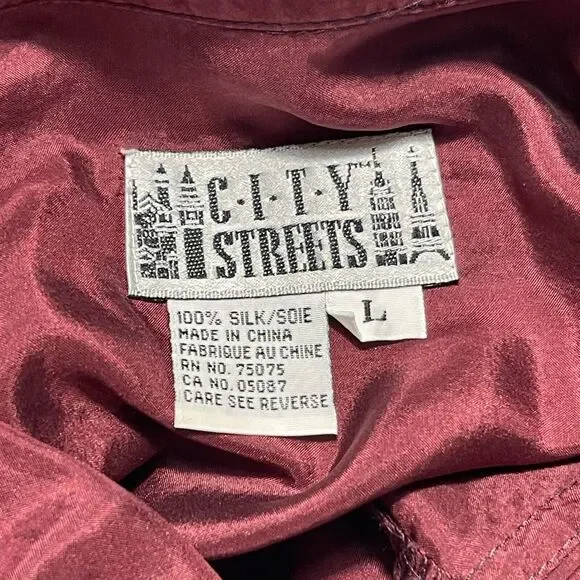 C·I·T·Y™
STREETS
L
100% SILK/SOIE
MADE IN CHINA
FABRIQUE AU CHINE
RN NO. 75075
CA NO. 05087
CARE SEE REVERSE